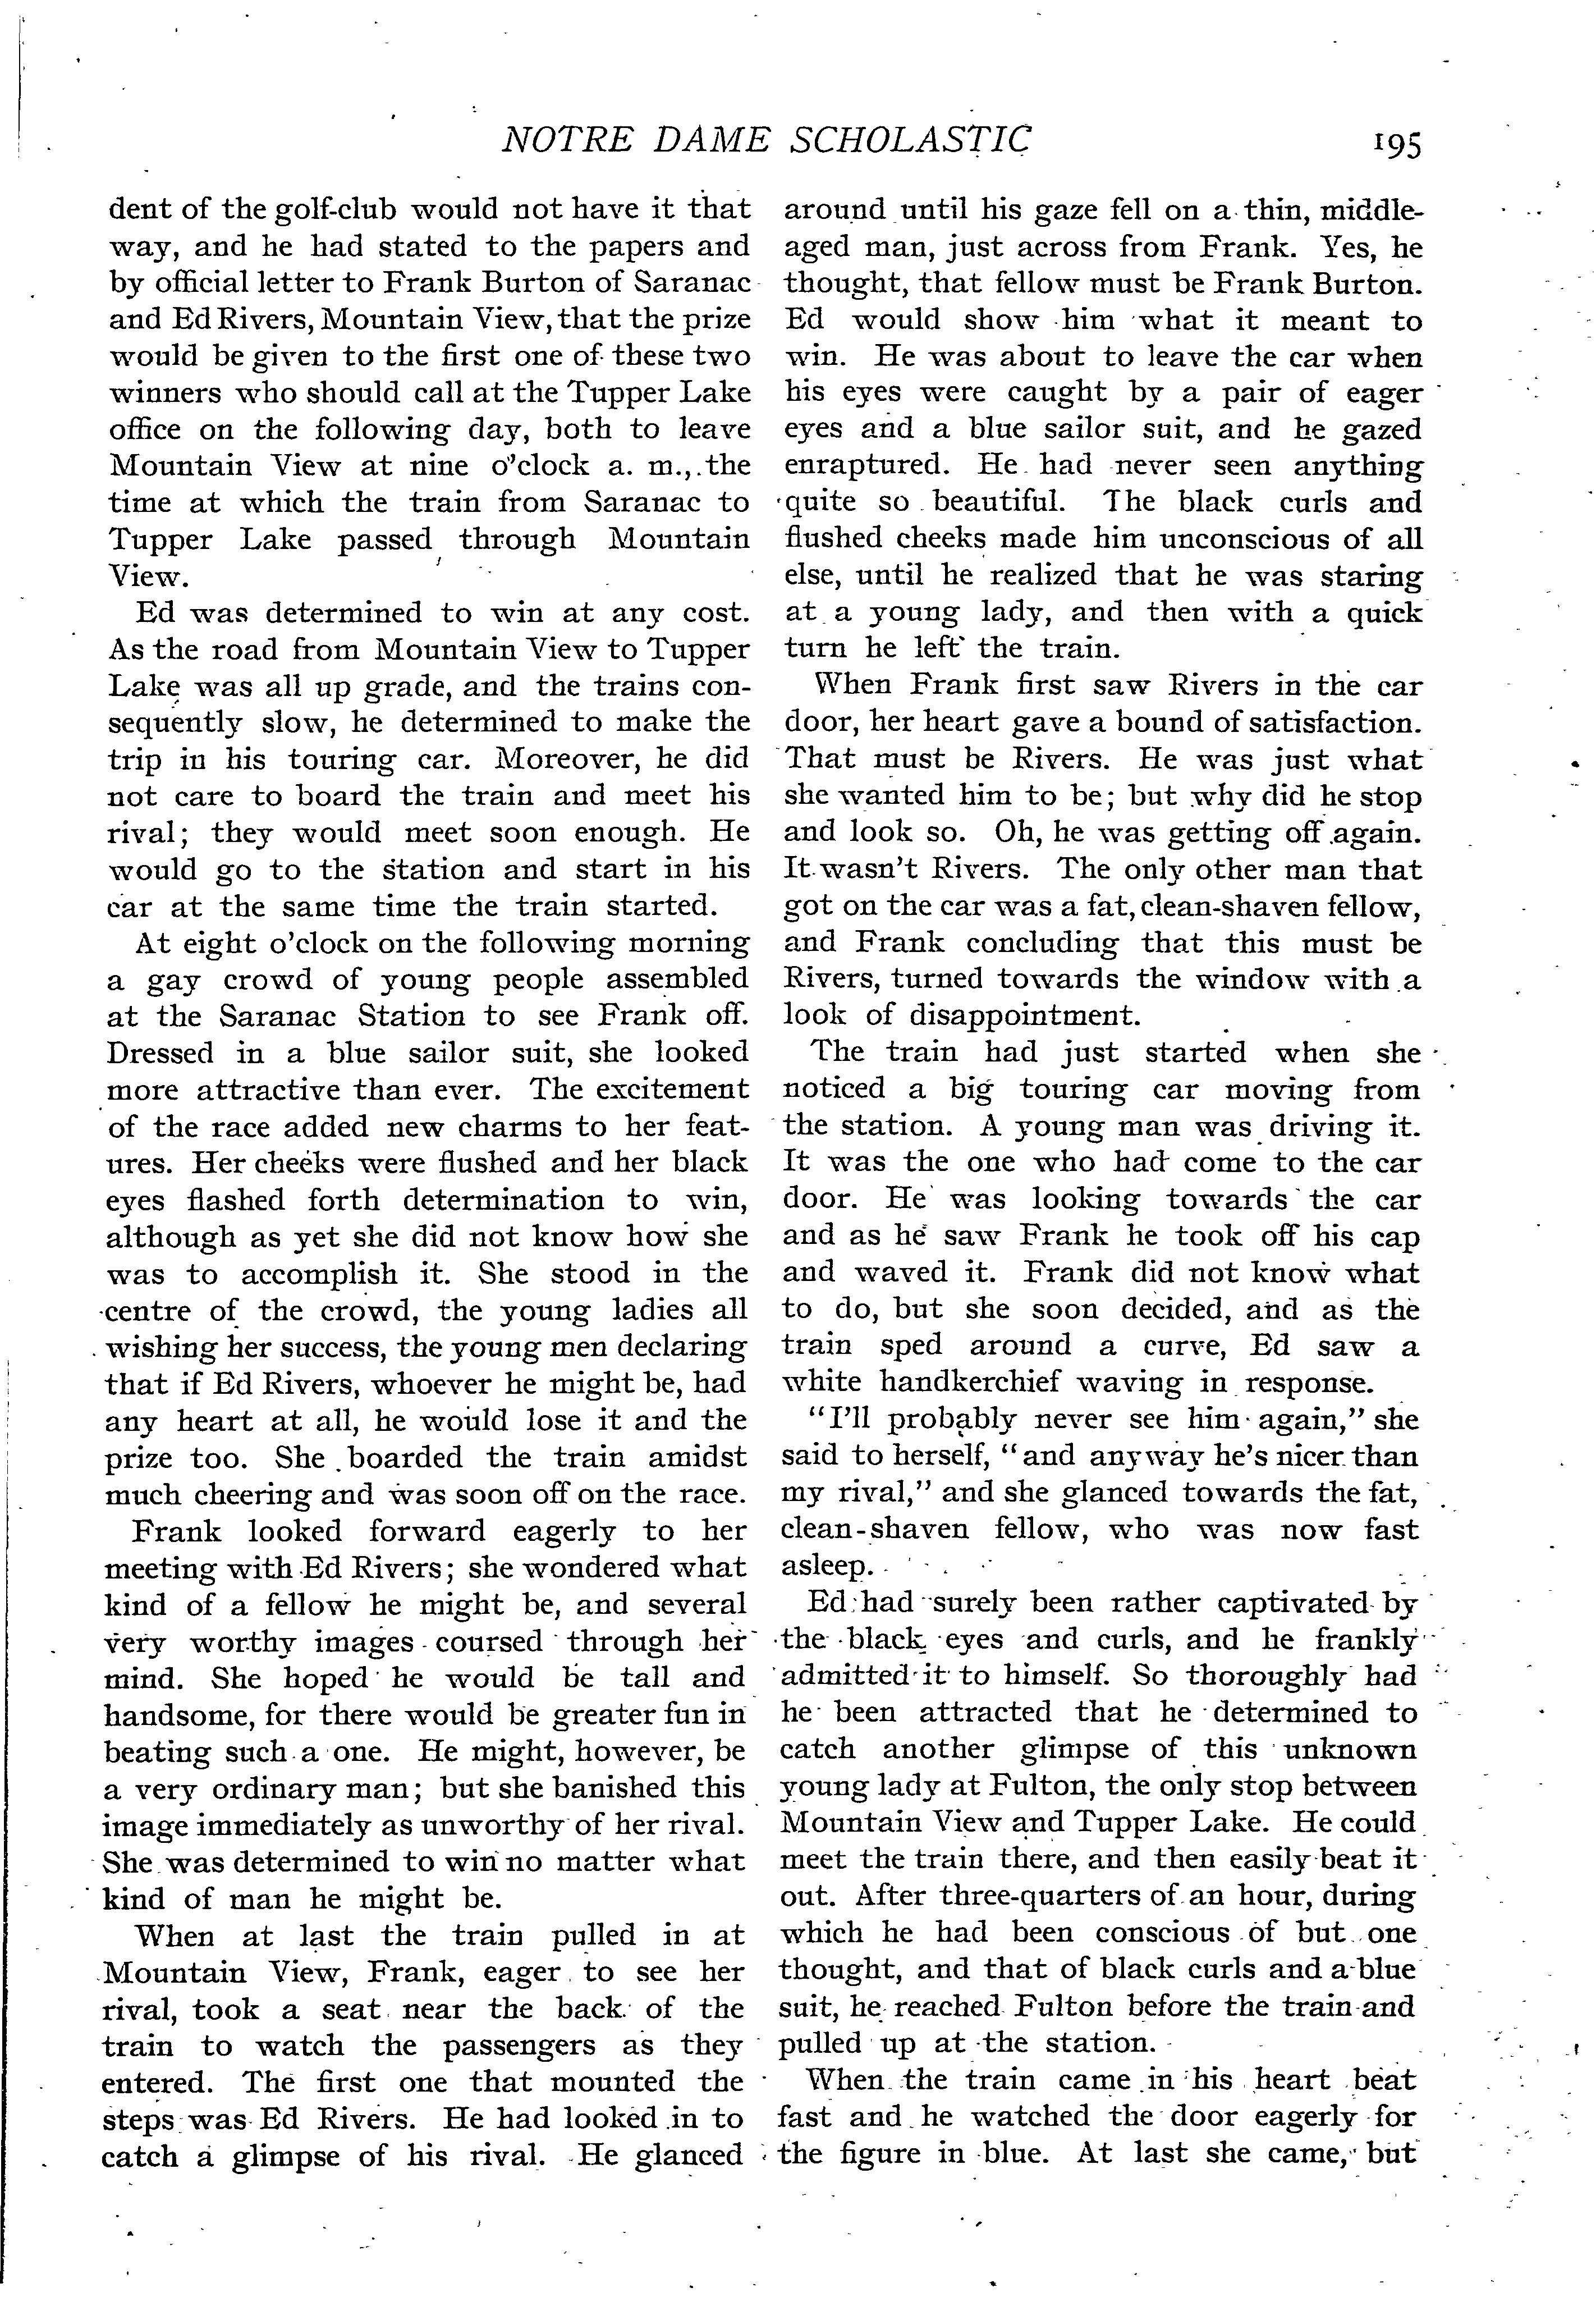 NOTRE DAME SCHOLASTIC 195
dent of the golf-club would not have it that
way, and he had stated to the papers and
by official letter to Frank Burton of Saranac
and Ed Rivers, Mountain View, that the prize
would be given to the first one of these two
winners who should call at the Tupper Lake
office on the following day, both to leave
Mountain View at nine o'clock a. m., the
time at which the train from Saranac to
Tupper Lake passed through Mountain
View.
Ed was determined to win at any cost.
As the road from Mountain View to Tupper
Lake was all up grade, and the trains con-
sequently slow, he determined to make the
trip in his touring car. Moreover, he did
not care to board the train and meet his
rival; they would meet soon enough. He
would go to the station and start in his
car at the same time the train started.
At eight o'clock on the following morning
a gay crowd of young people assembled
at the Saranac Station to see Frank off.
Dressed in a blue sailor suit, she looked
more attractive than ever. The excitement
of the race added new charms to her feat-
ures. Her cheeks were flushed and her black
eyes flashed forth determination to win,
although as yet she did not know how she
was to accomplish it. She stood in the
centre of the crowd, the young ladies all
wishing her success, the young men declaring
that if Ed Rivers, whoever he might be, had
any heart at all, he would lose it and the
prize too. She boarded the train amidst
much cheering and was soon off on the race.
Frank looked forward eagerly to her
meeting with Ed Rivers; she wondered what
kind of a fellow he might be, and several
very worthy images coursed through her
mind. She hoped he would be tall and
handsome, for there would be greater fun in
beating such a one. He might, however, be
a very ordinary man; but she banished this
image immediately as unworthy of her rival.
She was determined to win no matter what
kind of man he might be.
When at last the train pulled in at
Mountain View, Frank, eager to see her
rival, took a seat near the back of the
train to watch the passengers as they
entered. The first one that mounted the
steps was Ed Rivers. He had looked in to
catch a glimpse of his rival. He glanced
around until his gaze fell on a thin, middle-
aged man, just across from Frank. Yes, he
thought, that fellow must be Frank Burton.
Ed would show him what it meant to
win. He was about to leave the car when
his eyes were caught by a pair of eager
eyes and a blue sailor suit, and he gazed
enraptured. He had never seen anything
quite so beautiful. The black curls and
flushed cheeks made him unconscious of all
else, until he realized that he was staring
at a young lady, and then with a quick
turn he left the train.
When Frank first saw Rivers in the car
door, her heart gave a bound of satisfaction.
That must be Rivers. He was just what
she wanted him to be; but why did he stop
and look so. Oh, he was getting off again.
It wasn't Rivers. The only other man that
got on the car was a fat, clean-shaven fellow,
and Frank concluding that this must be
Rivers, turned towards the window with a
look of disappointment.
The train had just started when she
noticed a big touring car moving from
the station. A young man was driving it.
It was the one who had come to the car
door. He was looking towards the car
and as he saw Frank he took off his cap
and waved it. Frank did not know what
to do, but she soon decided, and as the
train sped around a curve, Ed saw a
white handkerchief waving in response.
"I'll probably never see him again," she
said to herself, "and anyway he's nicer than
my rival," and she glanced towards the fat,
clean-shaven fellow, who was now fast
asleep.
Ed had surely been rather captivated by
the black eyes and curls, and he frankly
admitted it to himself. So thoroughly had
he been attracted that he determined to
catch another glimpse of this unknown
young lady at Fulton, the only stop between
Mountain View and Tupper Lake. He could
meet the train there, and then easily beat it
out. After three-quarters of an hour, during
which he had been conscious of but one
thought, and that of black curls and a blue
suit, he reached Fulton before the train and
pulled up at the station.
When the train came in his heart beat
fast and he watched the door eagerly for
the figure in blue. At last she came, but